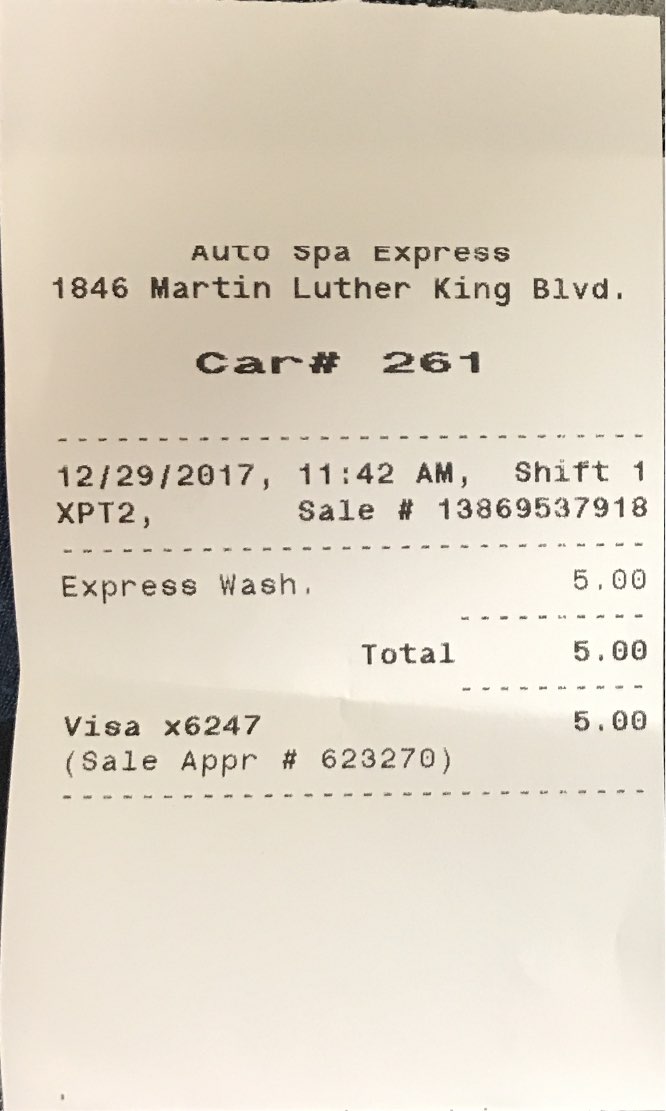 Auto Spa Express
1846 Martin Luther King Blvd.
Car# 261
12/29/2017, 11:42 AM, Shift 1
XPT2, Sale # 13869537918
Express Wash. 5.00
Total 5.00
Visa x6247 5.00
(Sale Appr # 623270)